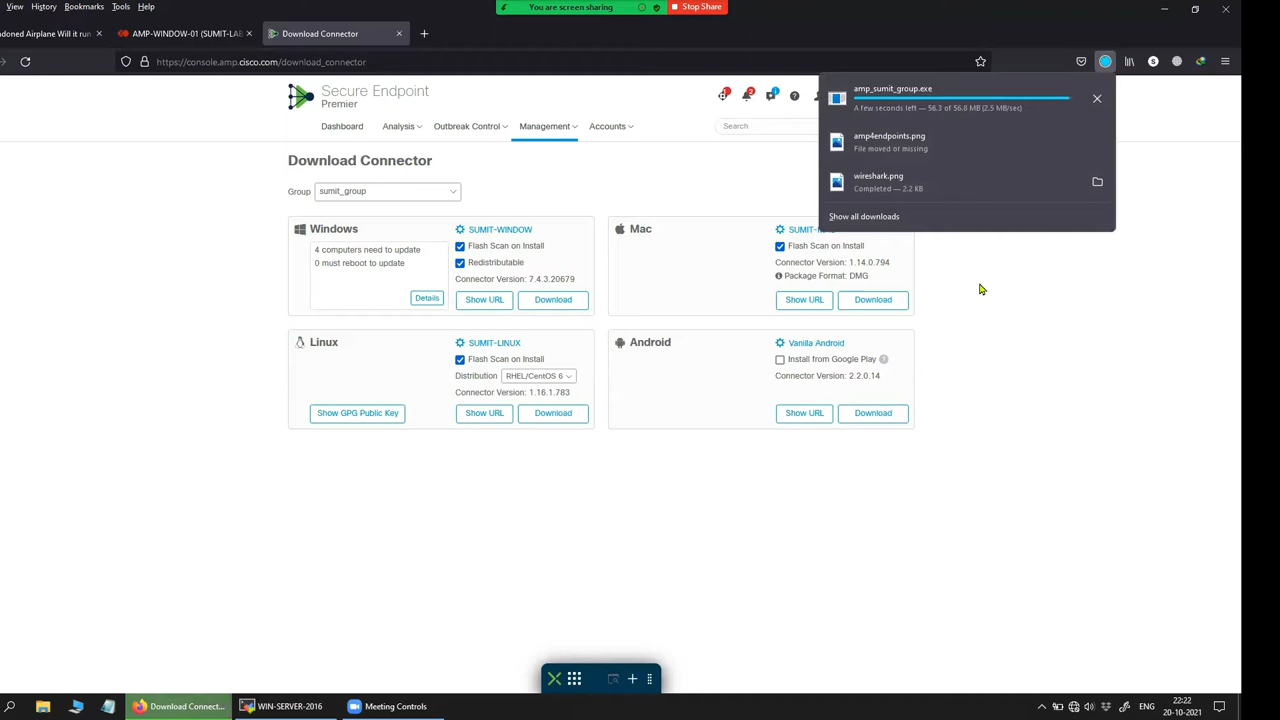 View History Bookmarks Tools Help
You are screen sharing Stop Share
ndoned Airplane Will it run
AMP-WINDOW-01 (SUMIT-LAB
Download Connector
https://console.amp.cisco.com/download_connector
Secure Endpoint
Premier
Dashboard Analysis Outbreak Control Management Accounts
Search
amp_sumit_group.exe
A few seconds left — 56.3 of 56.8 MB (2.5 MB/sec)
amp4endpoints.png
File moved or missing
wireshark.png
Completed — 2.2 KB
Show all downloads
Download Connector
Group sumit_group
Windows
4 computers need to update
0 must reboot to update
Details
SUMIT-WINDOW
Flash Scan on Install
Redistributable
Connector Version: 7.4.3.20679
Show URL Download
Mac
Flash Scan on Install
Connector Version: 1.14.0.794
Package Format: DMG
Show URL Download
Linux
Show GPG Public Key
SUMIT-LINUX
Flash Scan on Install
Distribution RHEL/CentOS 6
Connector Version: 1.16.1.783
Show URL Download
Android
Vanilla Android
Install from Google Play ?
Connector Version: 2.2.0.14
Show URL Download
Download Connect...
WIN-SERVER-2016
Meeting Controls
ENG
22:22
20-10-2021